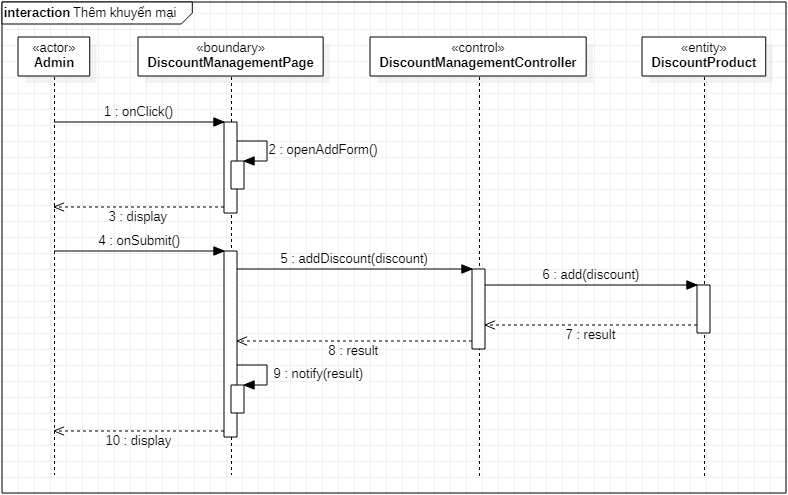 interaction Thêm khuyến mại
«actor»
Admin
«boundary»
DiscountManagementPage
«control»
DiscountManagementController
«entity»
DiscountProduct
1 : onClick()
2 : openAddForm()
3 : display
4 : onSubmit()
5 : addDiscount(discount)
6 : add(discount)
7 : result
8 : result
9 : notify(result)
10 : display